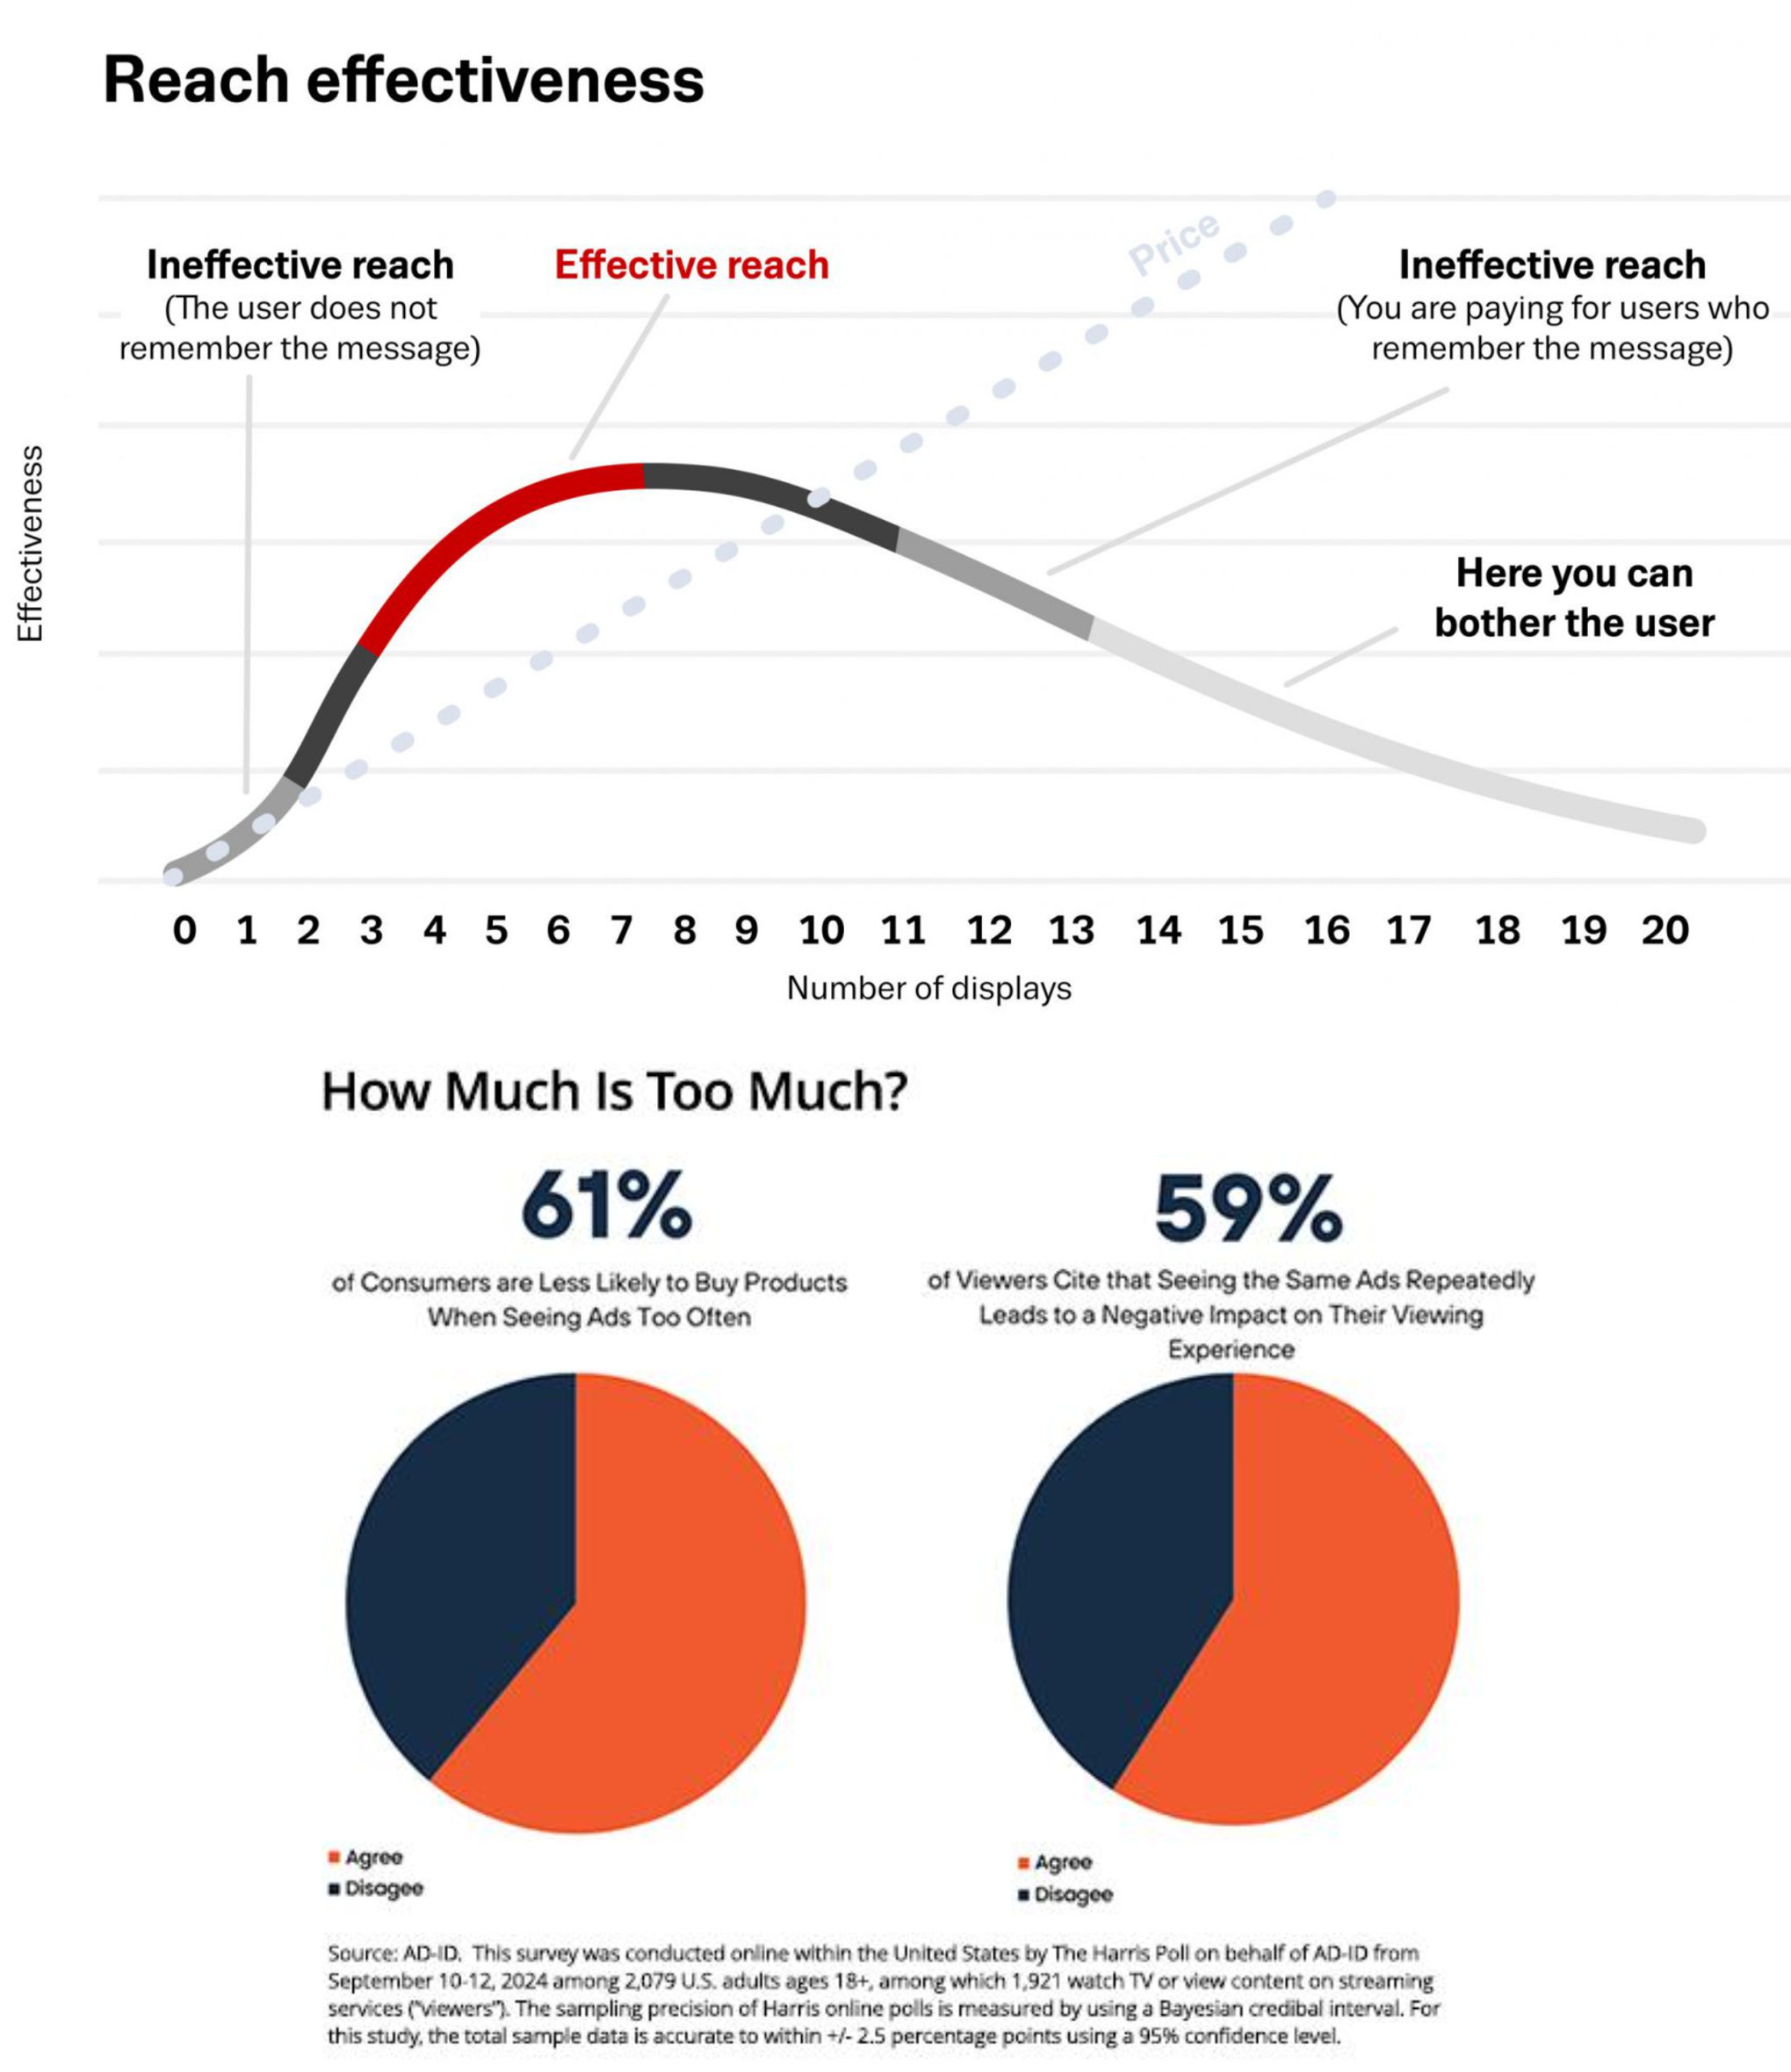 Reach effectiveness
Price
Ineffective reach
(The user does not
remember the message)
Effective reach
Ineffective reach
(You are paying for users who
remember the message)
Here you can
bother the user
Effectiveness
0 1 2 3 4 5 6 7 8 9 10 11 12 13 14 15 16 17 18 19 20
Number of displays
How Much Is Too Much?
61%
of Consumers are Less Likely to Buy Products
When Seeing Ads Too Often
59%
of Viewers Cite that Seeing the Same Ads Repeatedly
Leads to a Negative Impact on Their Viewing
Experience
Agree
Disagee
Agree
Disagee
Source: AD-ID. This survey was conducted online within the United States by The Harris Poll on behalf of AD-ID from
September 10-12, 2024 among 2,079 U.S. adults ages 18+, among which 1,921 watch TV or view content on streaming
services ("viewers"). The sampling precision of Harris online polls is measured by using a Bayesian credibal interval. For
this study, the total sample data is accurate to within +/- 2.5 percentage points using a 95% confidence level.